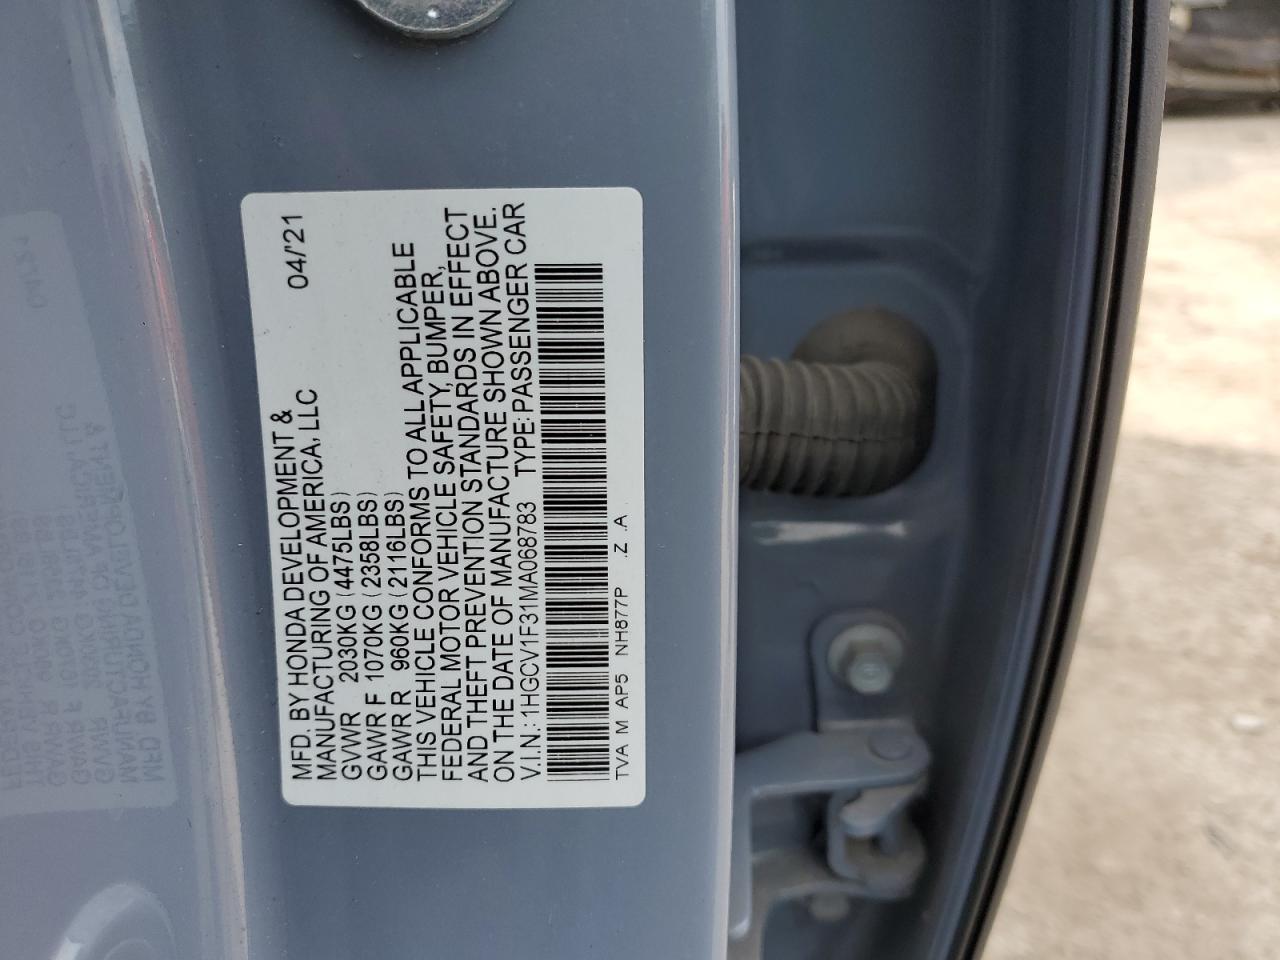 MFD. BY HONDA DEVELOPMENT & 04/'21
MANUFACTURING OF AMERICA, LLC
GVWR 2030KG (4475LBS)
GAWR F 1070KG (2358LBS)
GAWR R 960KG (2116LBS)
THIS VEHICLE CONFORMS TO ALL APPLICABLE
FEDERAL MOTOR VEHICLE SAFETY, BUMPER,
AND THEFT PREVENTION STANDARDS IN EFFECT
ON THE DATE OF MANUFACTURE SHOWN ABOVE.
V.I.N.: 1HGCV1F31MA068783 TYPE: PASSENGER CAR
TVA M AP5 NH877P .Z .A